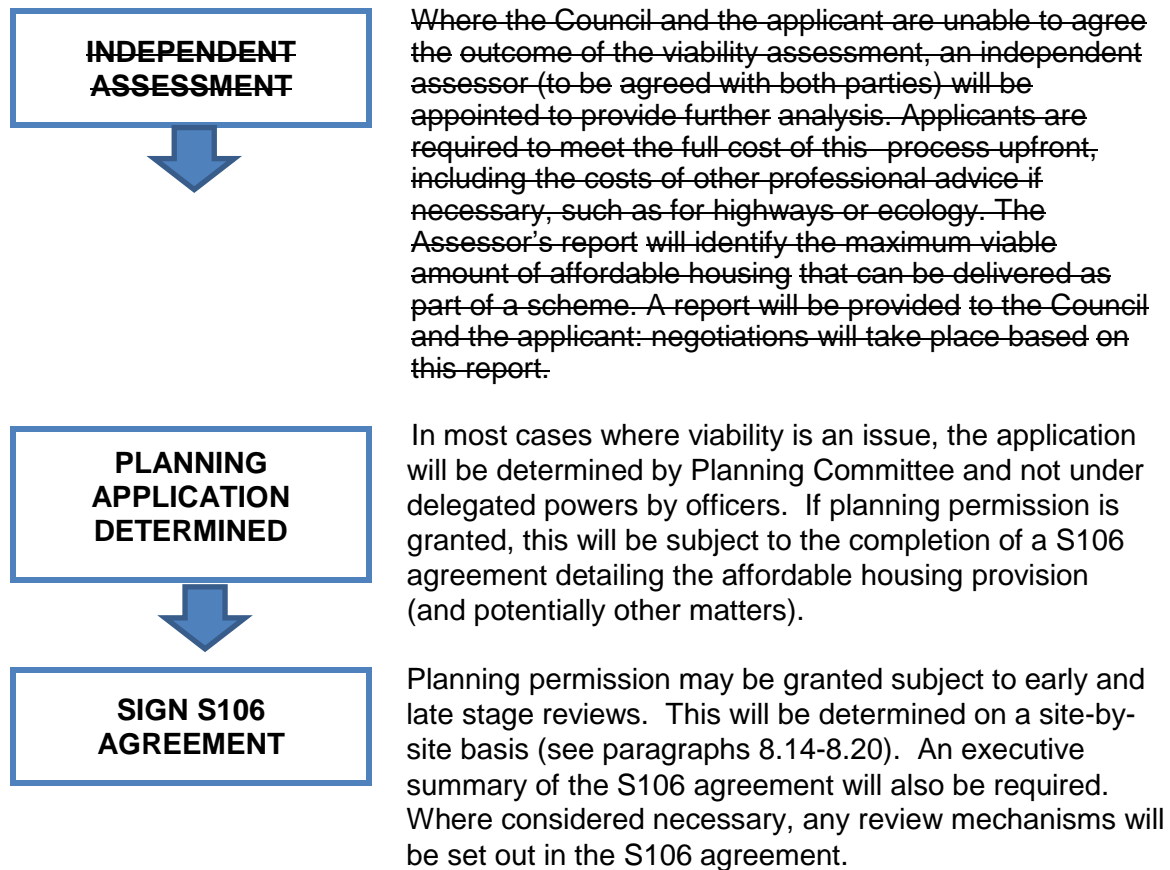 INDEPENDENT
ASSESSMENT
Where the Council and the applicant are unable to agree
the outcome of the viability assessment, an independent
assessor (to be agreed with both parties) will be
appointed to provide further analysis. Applicants are
required to meet the full cost of this process upfront,
including the costs of other professional advice if
necessary, such as for highways or ecology. The
Assessor's report will identify the maximum viable
amount of affordable housing that can be delivered as
part of a scheme. A report will be provided to the Council
and the applicant: negotiations will take place based on
this report.
PLANNING
APPLICATION
DETERMINED
In most cases where viability is an issue, the application
will be determined by Planning Committee and not under
delegated powers by officers. If planning permission is
granted, this will be subject to the completion of a S106
agreement detailing the affordable housing provision
(and potentially other matters).
SIGN S106
AGREEMENT
Planning permission may be granted subject to early and
late stage reviews. This will be determined on a site-by-
site basis (see paragraphs 8.14-8.20). An executive
summary of the S106 agreement will also be required.
Where considered necessary, any review mechanisms will
be set out in the S106 agreement.